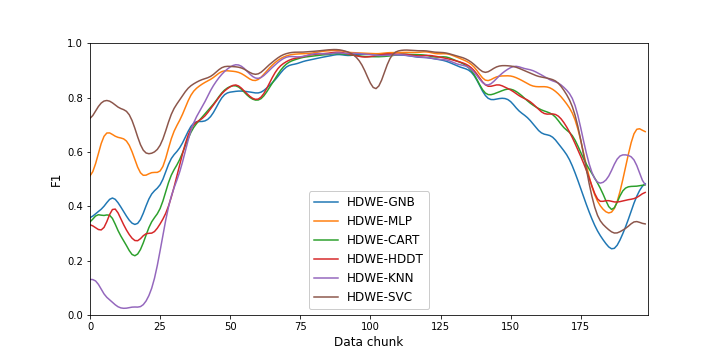 1.0
0.8
0.6
0.4
0.2
0.0
F1
HDWE-GNB
HDWE-MLP
HDWE-CART
HDWE-HDDT
HDWE-KNN
HDWE-SVC
0 25 50 75 100 125 150 175
Data chunk